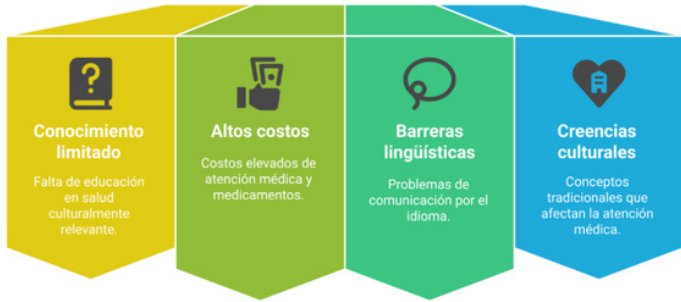 Conocimiento
limitado
Falta de educación
en salud
culturalmente
relevante.
Altos costos
Costos elevados de
atención médica y
medicamentos.
Barreras
lingüísticas
Problemas de
comunicación por el
idioma.
Creencias
culturales
Conceptos
tradicionales que
afectan la atención
médica.